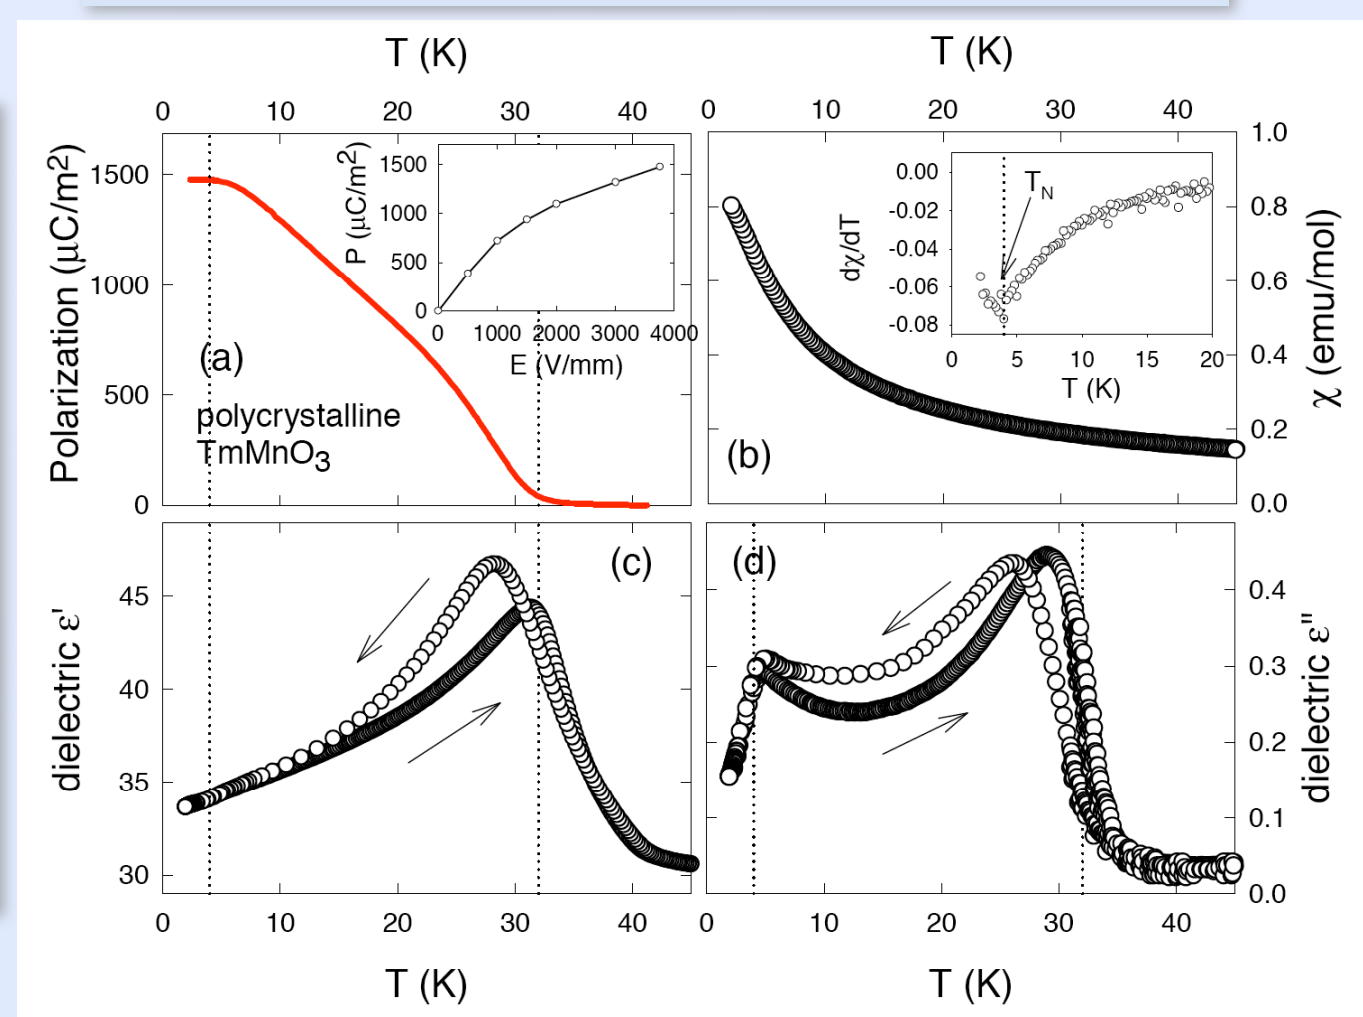 T (K)
T (K)
0 10 20 30 40
0 10 20 30 40
Polarization (μC/m²)
1500
1000
500
0
(a)
polycrystalline
TmMnO₃
P (μC/m²)
1500
1000
500
0
0 1000 2000 3000 4000
E (V/mm)
(b)
dχ/dT
0.00
-0.02
-0.04
-0.06
-0.08
T_N
0 5 10 15 20
T (K)
1.0
0.8
0.6
0.4
0.2
0.0
χ (emu/mol)
(c)
dielectric ε'
45
40
35
30
0 10 20 30 40
T (K)
(d)
0.4
0.3
0.2
0.1
0.0
dielectric ε"
0 10 20 30 40
T (K)